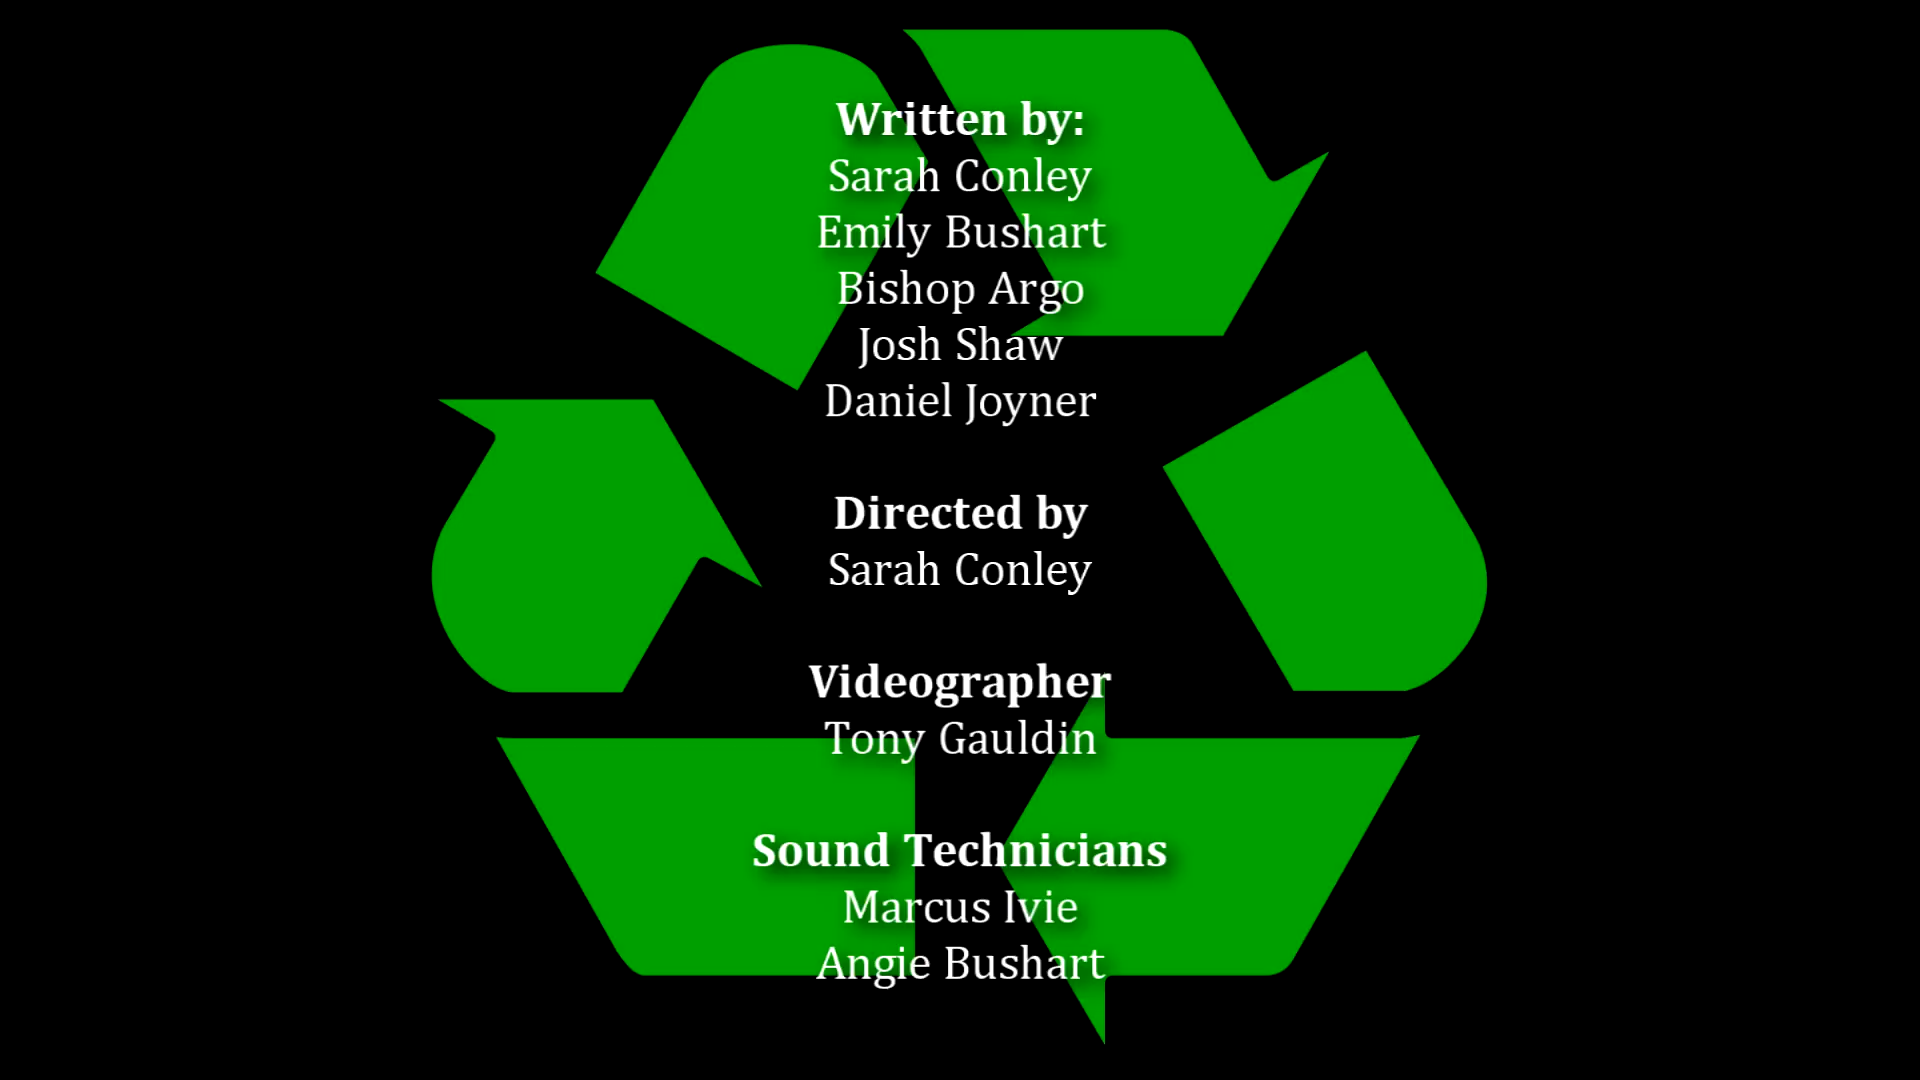 Written by:
Sarah Conley
Emily Bushart
Bishop Argo
Josh Shaw
Daniel Joyner
Directed by
Sarah Conley
Videographer
Tony Gauldin
Sound Technicians
Marcus Ivie
Angie Bushart